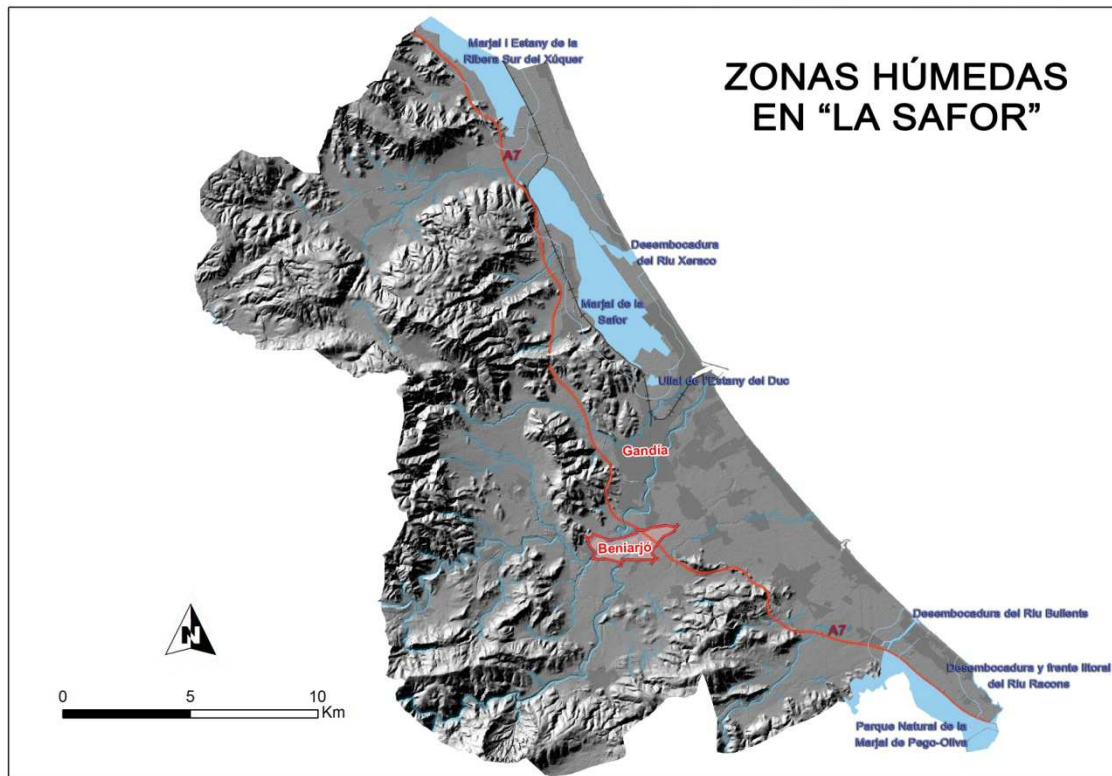 ZONAS HÚMEDAS
EN “LA SAFOR”
Marjal i Estany de la
Ribera Sur del Xúquer
A7
Desembocadura
del Riu Xeraco
Marjal de la
Safor
Ullal de l'Estany del Duc
Gandía
Beniarjó
Desembocadura del Riu Bullents
A7
Desembocadura y frente litoral
del Riu Racons
Parque Natural de la
Marjal de Pego-Oliva
N
0 5 10
Km